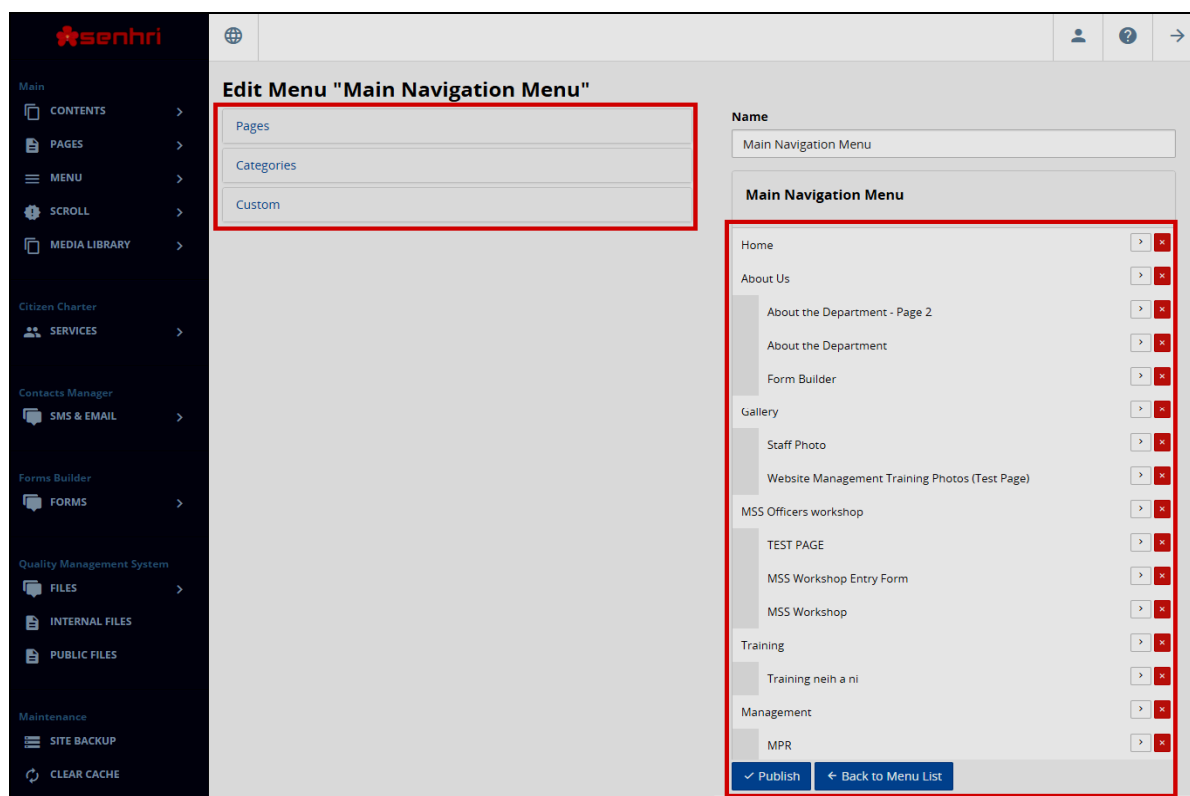 senhri
Main
CONTENTS
PAGES
MENU
SCROLL
MEDIA LIBRARY
Citizen Charter
SERVICES
Contacts Manager
SMS & EMAIL
Forms Builder
FORMS
Quality Management System
FILES
INTERNAL FILES
PUBLIC FILES
Maintenance
SITE BACKUP
CLEAR CACHE
Edit Menu "Main Navigation Menu"
Pages
Categories
Custom
Name
Main Navigation Menu
Main Navigation Menu
Home
About Us
About the Department - Page 2
About the Department
Form Builder
Gallery
Staff Photo
Website Management Training Photos (Test Page)
MSS Officers workshop
TEST PAGE
MSS Workshop Entry Form
MSS Workshop
Training
Training neih a ni
Management
MPR
Publish
Back to Menu List